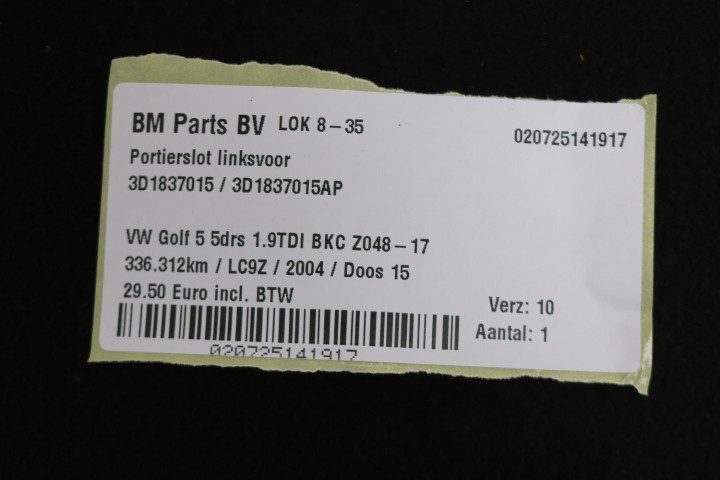 BM Parts BV LOK 8-35
020725141917
Portierslot linksvoor
3D1837015 / 3D1837015AP
VW Golf 5 5drs 1.9TDI BKC Z048-17
336.312km / LC9Z / 2004 / Doos 15
29.50 Euro incl. BTW
Verz: 10
Aantal: 1
020725141917